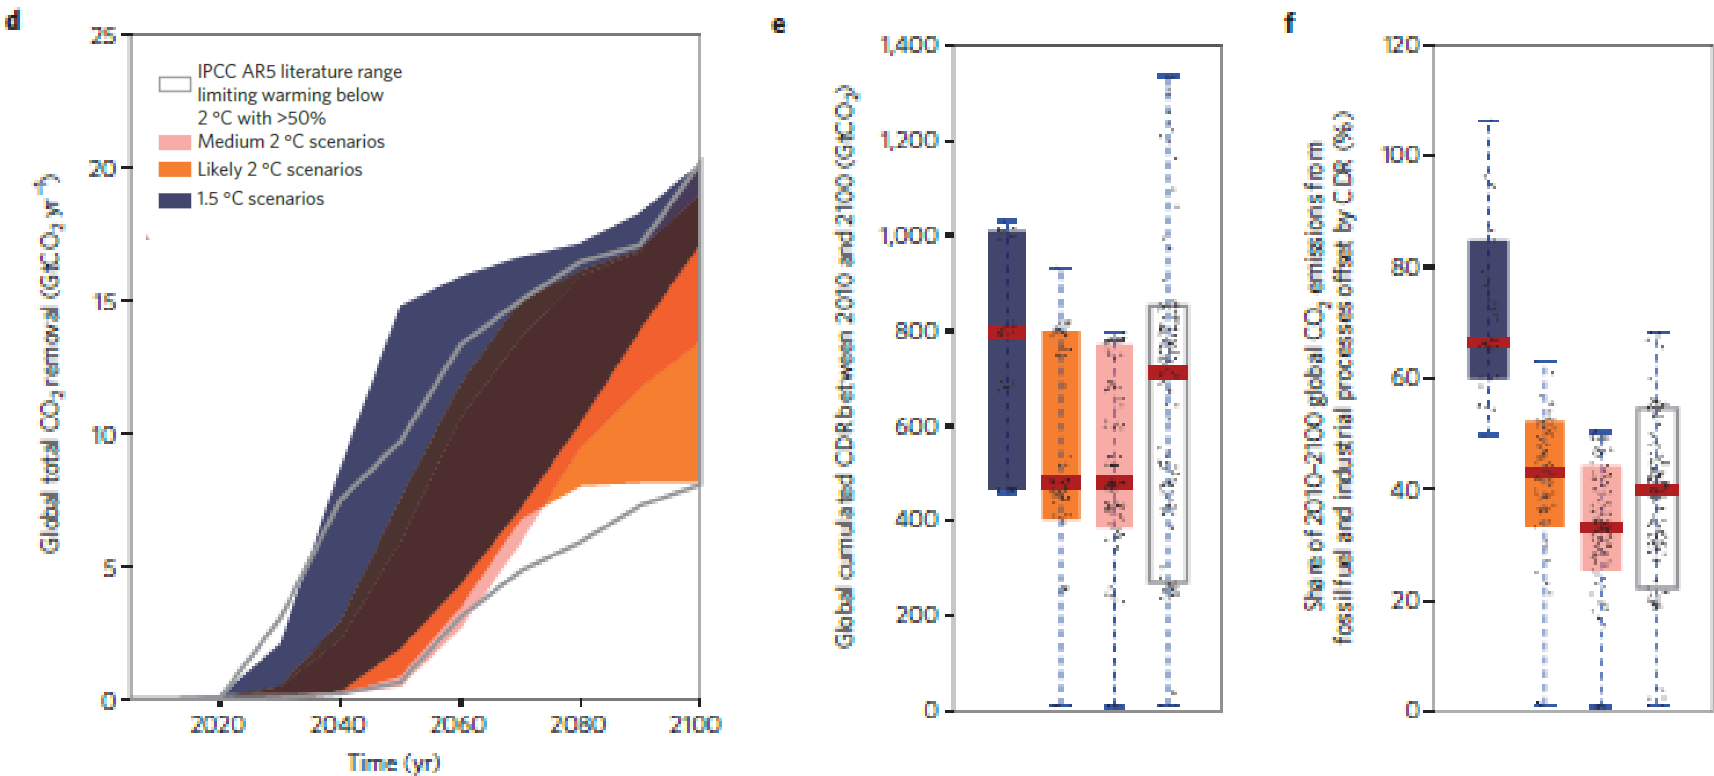 d
Global total CO₂ removal (GtCO₂ yr⁻¹)
25
20
15
10
5
0
IPCC AR5 literature range
limiting warming below
2 °C with >50%
Medium 2 °C scenarios
Likely 2 °C scenarios
1.5 °C scenarios
2020 2040 2060 2080 2100
Time (yr)
e
Global cumulated CDR between 2010 and 2100 (GtCO₂)
1,400
1,200
1,000
800
600
400
200
0
f
Share of 2010–2100 global CO₂ emissions from
fossil fuel and industrial processes offset by CDR (%)
120
100
80
60
40
20
0